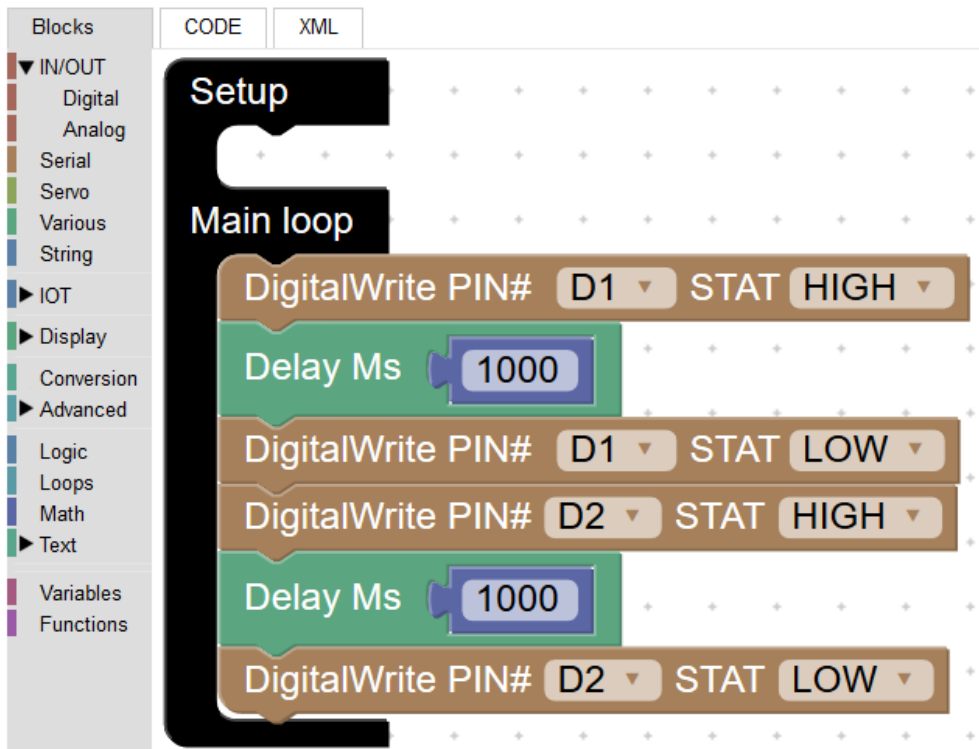 Blocks CODE XML
IN/OUT
Digital
Analog
Serial
Servo
Various
String
IOT
Display
Conversion
Advanced
Logic
Loops
Math
Text
Variables
Functions
Setup
Main loop
DigitalWrite PIN# D1 STAT HIGH
Delay Ms 1000
DigitalWrite PIN# D1 STAT LOW
DigitalWrite PIN# D2 STAT HIGH
Delay Ms 1000
DigitalWrite PIN# D2 STAT LOW